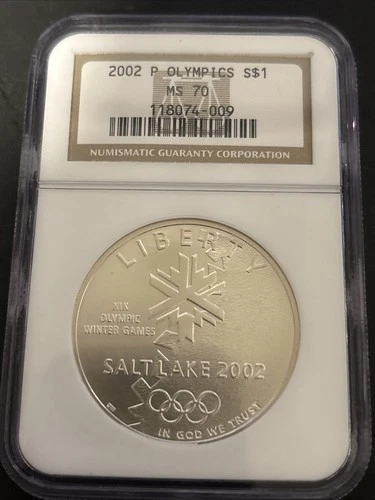 2002 P OLYMPICS S$1
MS 70
118074-009
NUMISMATIC GUARANTY CORPORATION
LIBERTY
XIX
OLYMPIC
WINTER GAMES
SALT LAKE 2002
IN GOD WE TRUST